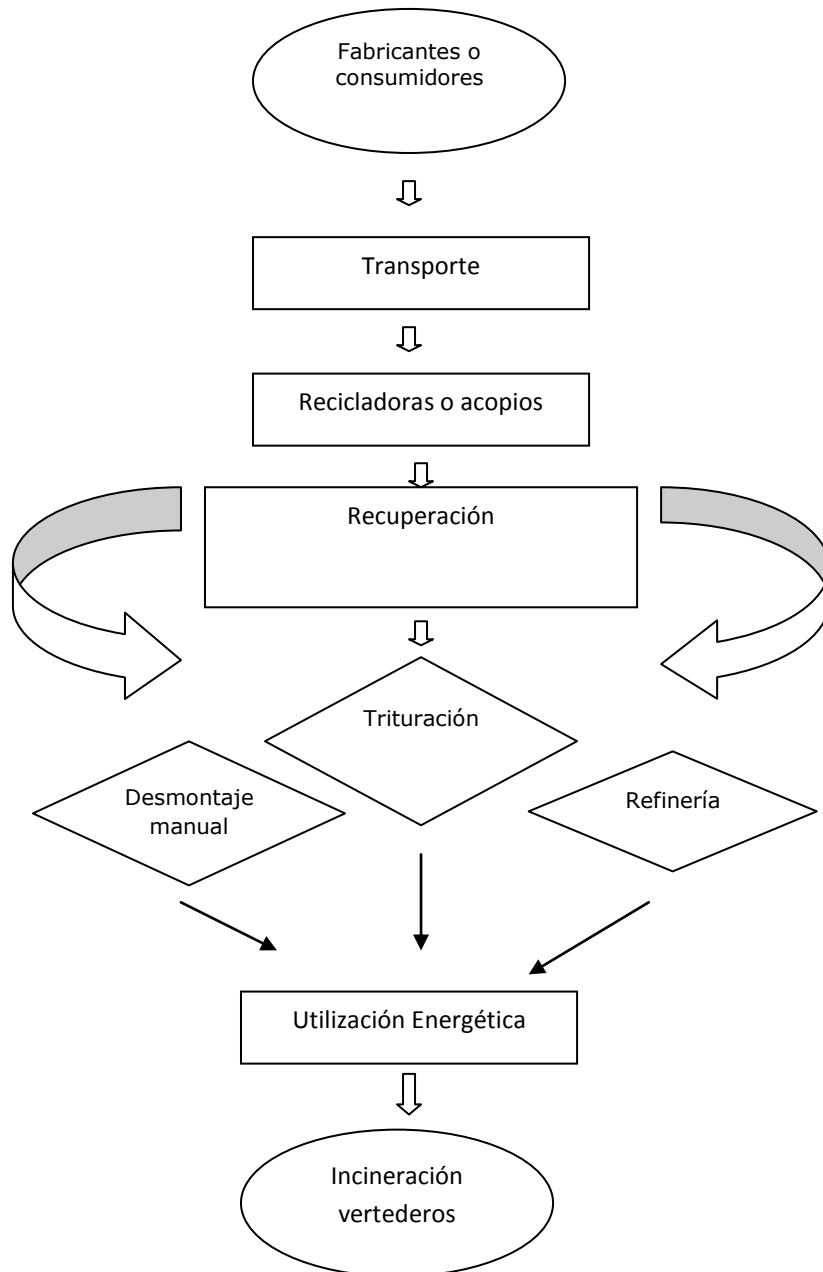 Fabricantes o
consumidores
Transporte
Recicladoras o acopios
Recuperación
Trituración
Desmontaje
manual
Refinería
Utilización Energética
Incineración
vertederos